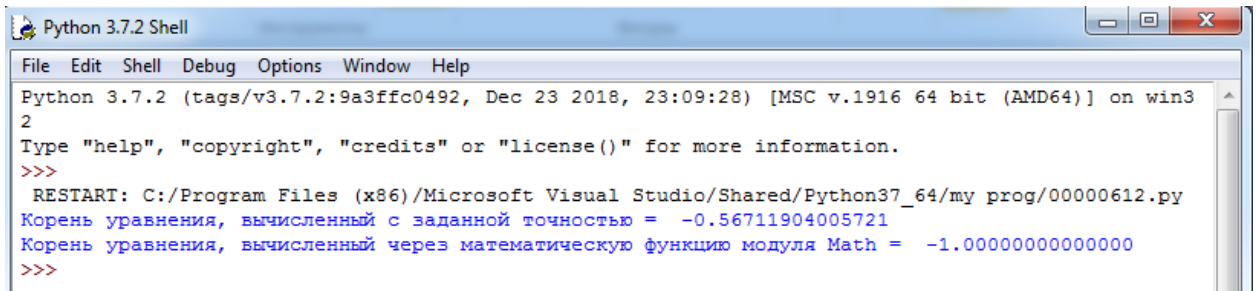 Python 3.7.2 Shell
File Edit Shell Debug Options Window Help
Python 3.7.2 (tags/v3.7.2:9a3ffc0492, Dec 23 2018, 23:09:28) [MSC v.1916 64 bit (AMD64)] on win3
2
Type "help", "copyright", "credits" or "license()" for more information.
>>>
RESTART: C:/Program Files (x86)/Microsoft Visual Studio/Shared/Python37_64/my prog/00000612.py
Корень уравнения, вычисленный с заданной точностью = -0.56711904005721
Корень уравнения, вычисленный через математическую функцию модуля Math = -1.00000000000000
>>>